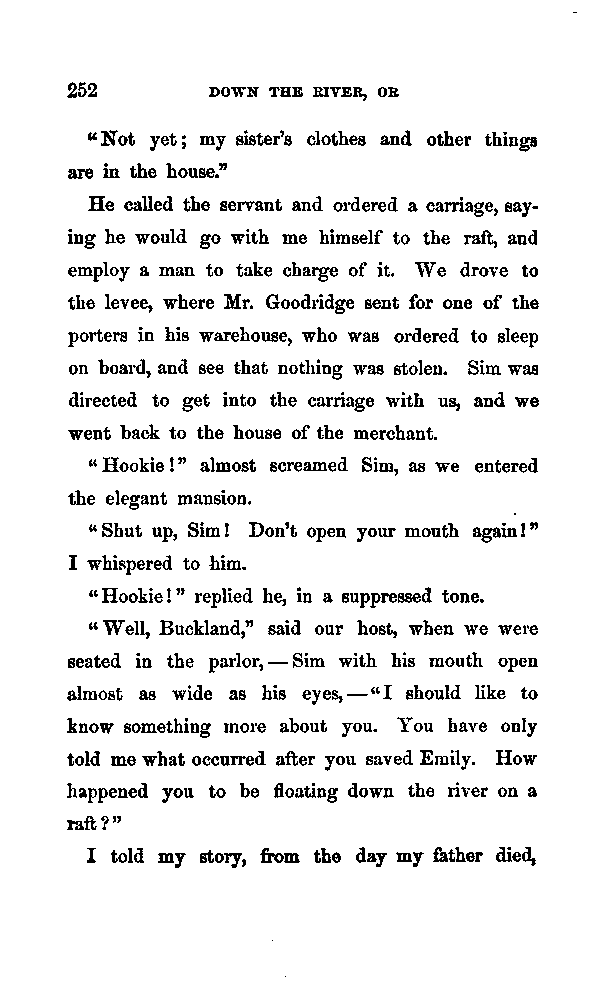 252 DOWN THE RIVER, OR
"Not yet; my sister's clothes and other things
are in the house."
He called the servant and ordered a carriage, say-
ing he would go with me himself to the raft, and
employ a man to take charge of it. We drove to
the levee, where Mr. Goodridge sent for one of the
porters in his warehouse, who was ordered to sleep
on board, and see that nothing was stolen. Sim was
directed to get into the carriage with us, and we
went back to the house of the merchant.
"Hookie!" almost screamed Sim, as we entered
the elegant mansion.
"Shut up, Sim! Don't open your mouth again!"
I whispered to him.
"Hookie!" replied he, in a suppressed tone.
"Well, Buckland," said our host, when we were
seated in the parlor, — Sim with his mouth open
almost as wide as his eyes, — "I should like to
know something more about you. You have only
told me what occurred after you saved Emily. How
happened you to be floating down the river on a
raft?"
I told my story, from the day my father died,